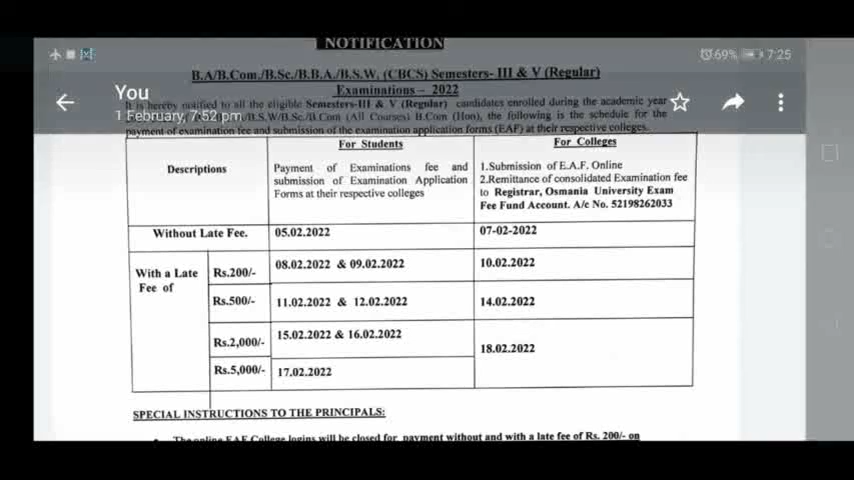 NOTIFICATION
69% 7:25
B.A/B.Com./B.Sc./B.B.A./B.S.W, (CBCS) Semesters- III & V (Regular)
Examinations – 2022
You
1 February, 7:52 pm
It is hereby notified to all the eligible Semesters-III & V (Regular) candidates enrolled during the academic year
/B.S.W/B.Sc/B.Com (All Courses) B.Com (Hon), the following is the schedule for the
payment of examination fee and submission of the examination application forms (EAF) at their respective colleges.
Descriptions
For Students
For Colleges
Payment of Examinations fee and
submission of Examination Application
Forms at their respective colleges
1.Submission of E.A.F. Online
2.Remittance of consolidated Examination fee
to Registrar, Osmania University Exam
Fee Fund Account. A/c No. 52198262033
Without Late Fee. 05.02.2022 07-02-2022
With a Late
Fee of
Rs.200/- 08.02.2022 & 09.02.2022 10.02.2022
Rs.500/- 11.02.2022 & 12.02.2022 14.02.2022
Rs.2,000/- 15.02.2022 & 16.02.2022 18.02.2022
Rs.5,000/- 17.02.2022
SPECIAL INSTRUCTIONS TO THE PRINCIPALS:
• The online EAF College logins will be closed for payment without and with a late fee of Rs. 200/- on